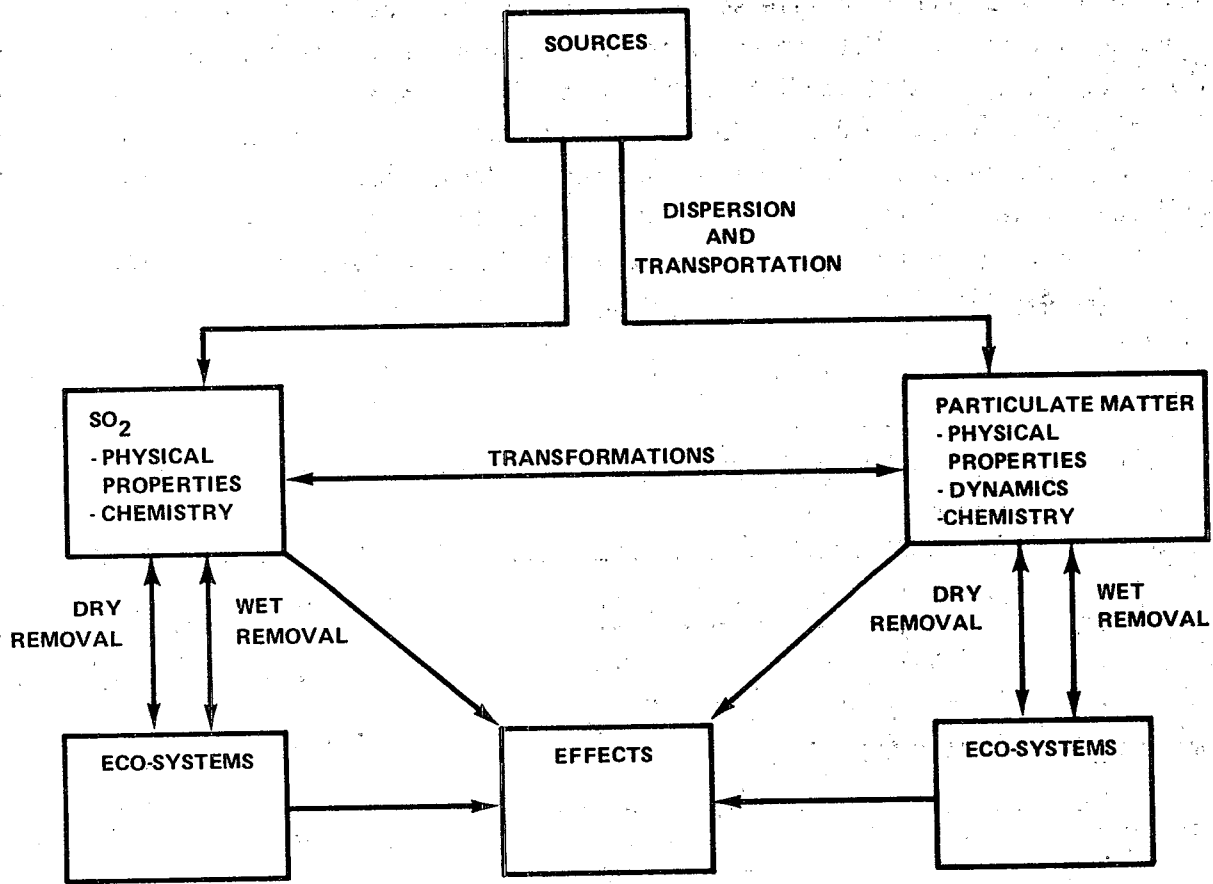 SOURCES
DISPERSION
AND
TRANSPORTATION
SO2
- PHYSICAL
PROPERTIES
- CHEMISTRY
TRANSFORMATIONS
PARTICULATE MATTER
- PHYSICAL
PROPERTIES
- DYNAMICS
-CHEMISTRY
DRY
REMOVAL
WET
REMOVAL
DRY
REMOVAL
WET
REMOVAL
ECO-SYSTEMS
EFFECTS
ECO-SYSTEMS